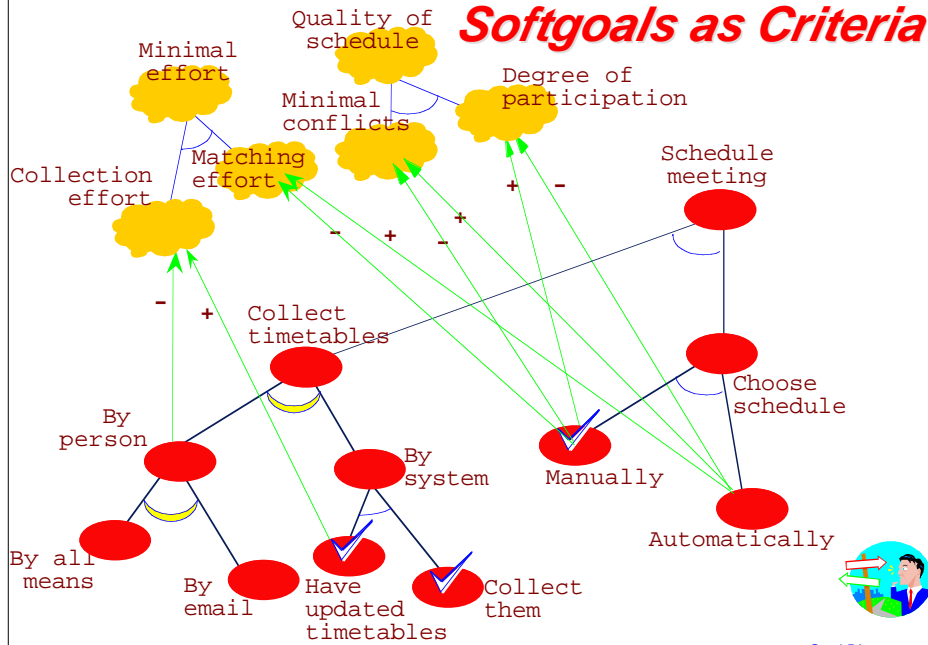 Softgoals as Criteria
Quality of
schedule
Minimal
effort
Degree of
participation
Minimal
conflicts
Matching
effort
Collection
effort
Schedule
meeting
+
-
+
-
+
-
-
+
Collect
timetables
Choose
schedule
By
person
By
system
Manually
Automatically
By all
means
By
email
Have
updated
timetables
Collect
them